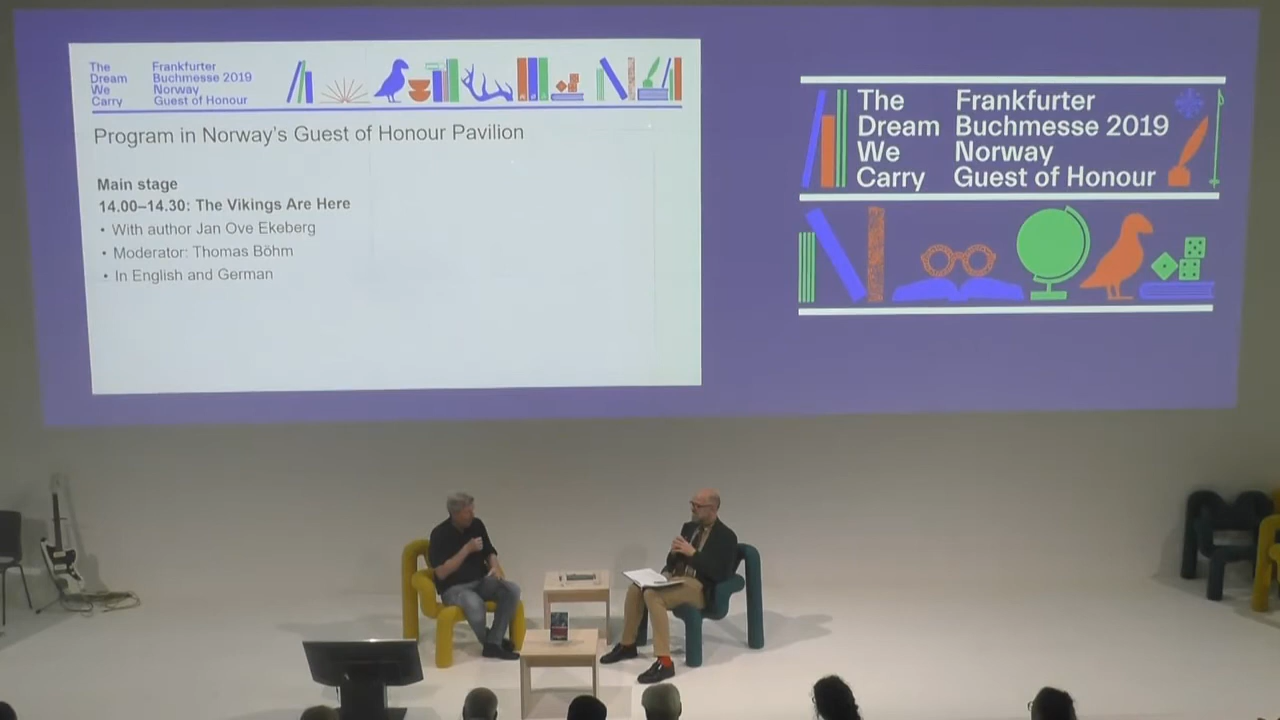 The
Dream
We
Carry
Frankfurter
Buchmesse 2019
Norway
Guest of Honour
Program in Norway's Guest of Honour Pavilion
Main stage
14.00–14.30: The Vikings Are Here
• With author Jan Ove Ekeberg
• Moderator: Thomas Böhm
• In English and German
The
Dream
We
Carry
Frankfurter
Buchmesse 2019
Norway
Guest of Honour